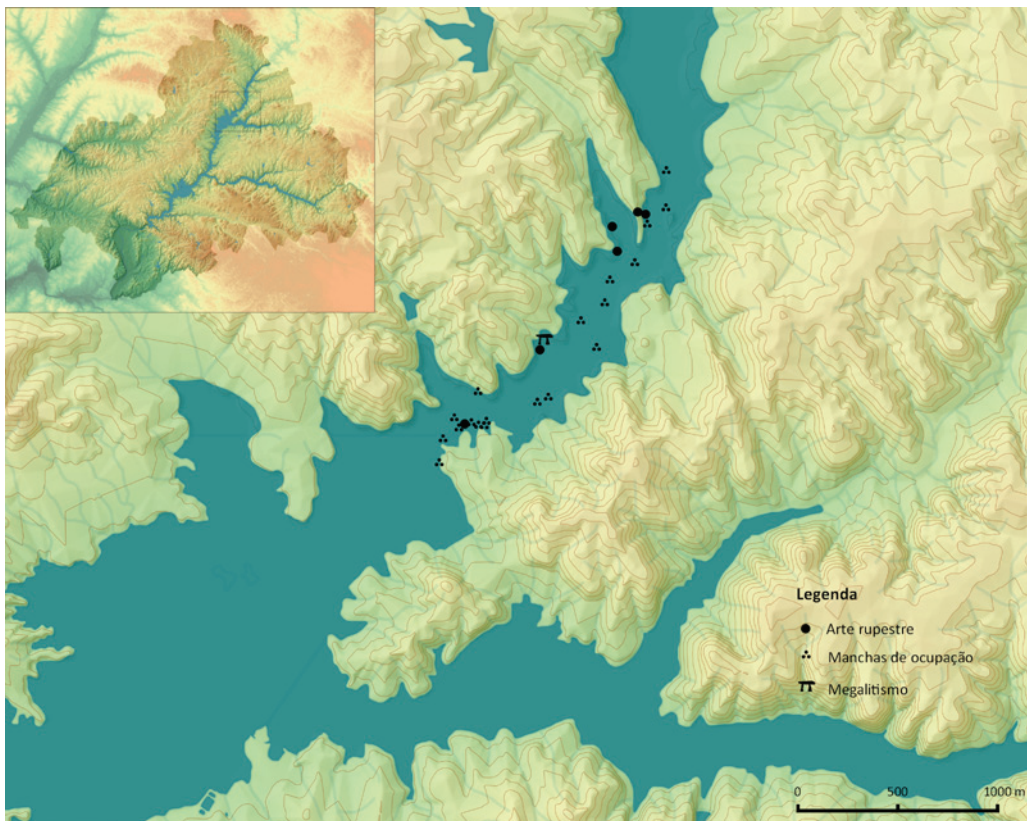 Legenda
Arte rupestre
Manchas de ocupação
Megalitismo
0 500 1000 m